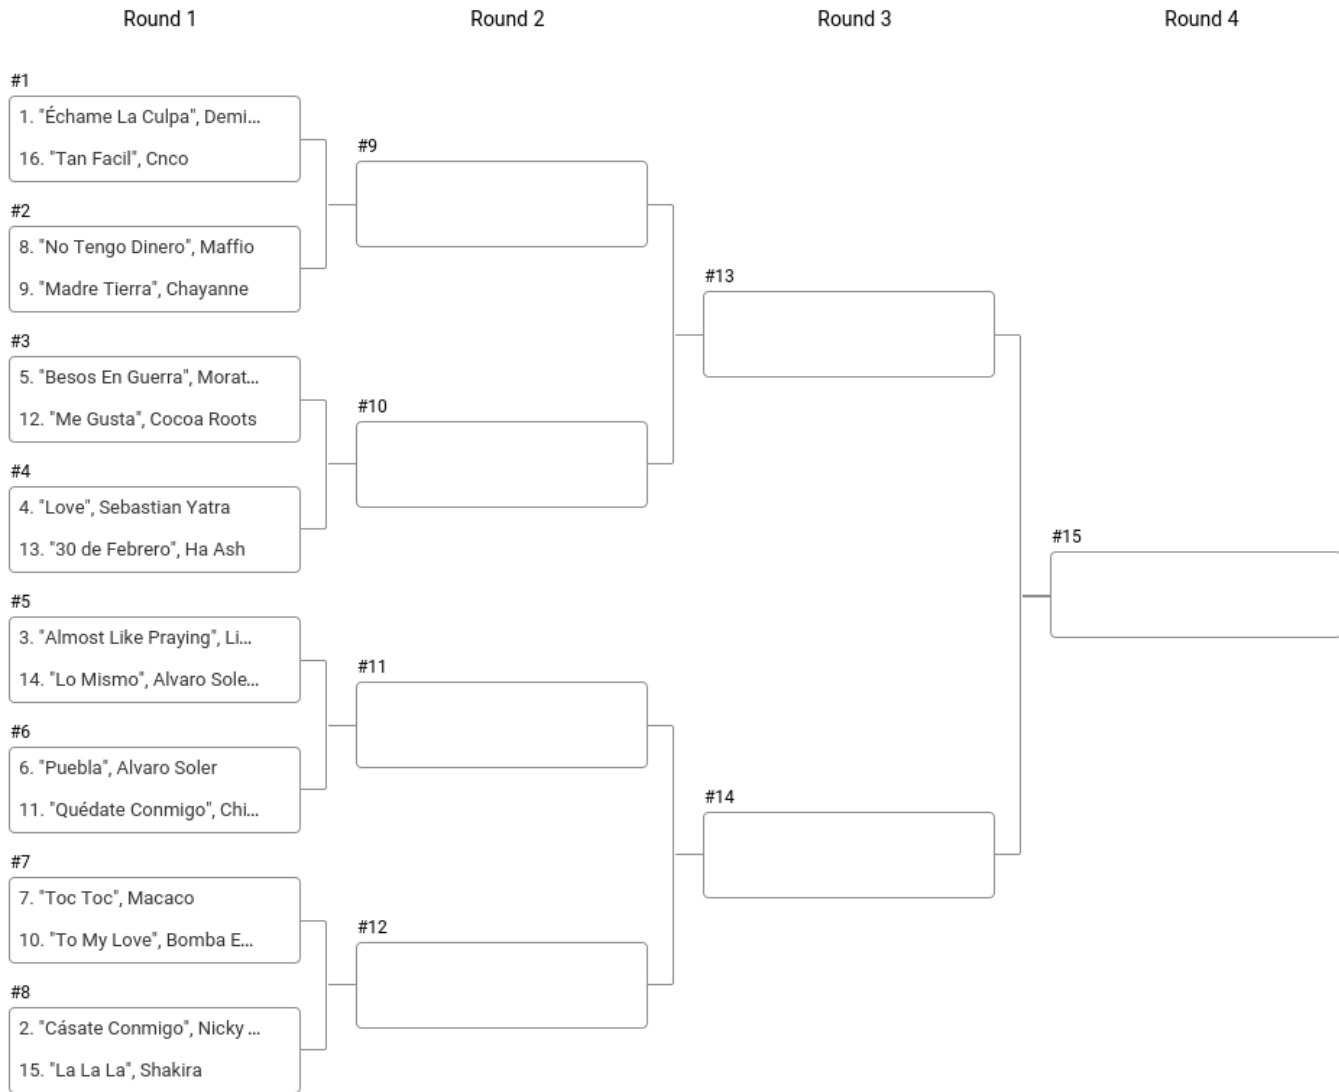 Round 1
Round 2
Round 3
Round 4
#1
1. "Échame La Culpa", Demi...
16. "Tan Facil", Cnco
#2
8. "No Tengo Dinero", Maffio
9. "Madre Tierra", Chayanne
#3
5. "Besos En Guerra", Morat...
12. "Me Gusta", Cocoa Roots
#4
4. "Love", Sebastian Yatra
13. "30 de Febrero", Ha Ash
#5
3. "Almost Like Praying", Li...
14. "Lo Mismo", Alvaro Sole...
#6
6. "Puebla", Alvaro Soler
11. "Quédate Conmigo", Chi...
#7
7. "Toc Toc", Macaco
10. "To My Love", Bomba E...
#8
2. "Cásate Conmigo", Nicky ...
15. "La La La", Shakira
#9
#10
#11
#12
#13
#14
#15